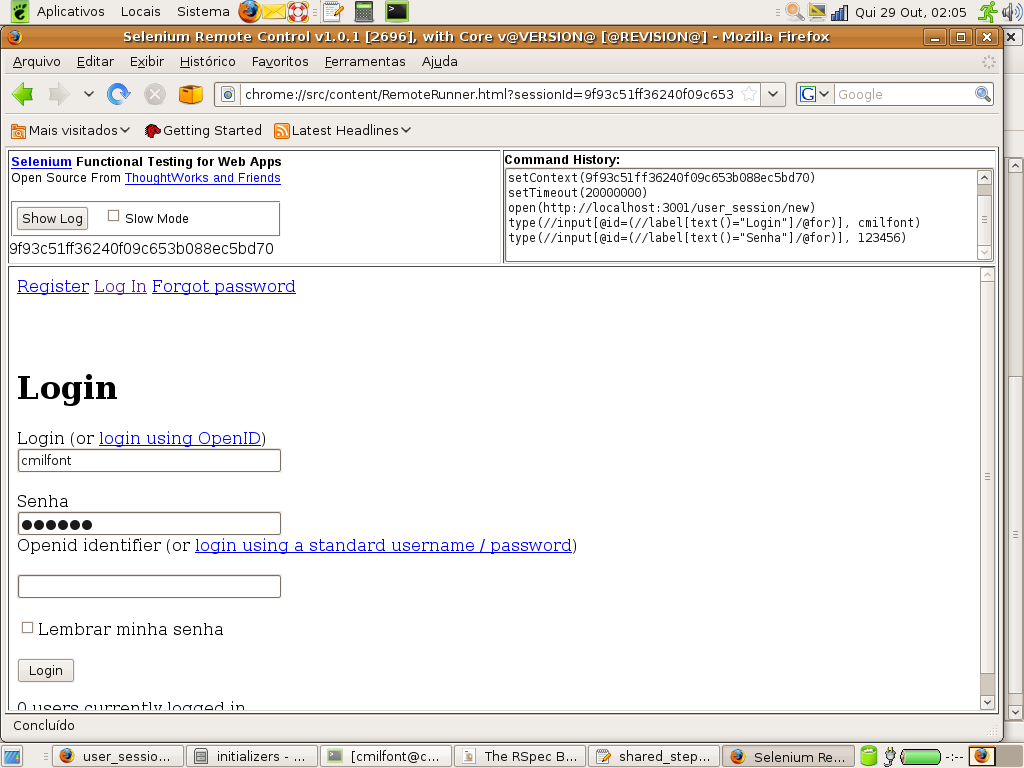 Aplicativos Locais Sistema Qui 29 Out, 02:05
Selenium Remote Control v1.0.1 [2696], with Core v@VERSION@ [@REVISION@] - Mozilla Firefox
Arquivo Editar Exibir Histórico Favoritos Ferramentas Ajuda
chrome://src/content/RemoteRunner.html?sessionId=9f93c51ff36240f09c653 Google
Mais visitados Getting Started Latest Headlines
Selenium Functional Testing for Web Apps
Open Source From ThoughtWorks and Friends
Show Log Slow Mode
9f93c51ff36240f09c653b088ec5bd70
Command History:
setContext(9f93c51ff36240f09c653b088ec5bd70)
setTimeout(20000000)
open(http://localhost:3001/user_session/new)
type(//input[@id=(//label[text()="Login"]/@for)], cmilfont)
type(//input[@id=(//label[text()="Senha"]/@for)], 123456)
Register Log In Forgot password
Login
Login (or login using OpenID)
cmilfont
Senha
●●●●●●
Openid identifier (or login using a standard username / password)
Lembrar minha senha
Login
0 users currently logged in
Concluído
user_sessio... initializers - ... [cmilfont@c... The RSpec B... shared_step... Selenium Re... -:--